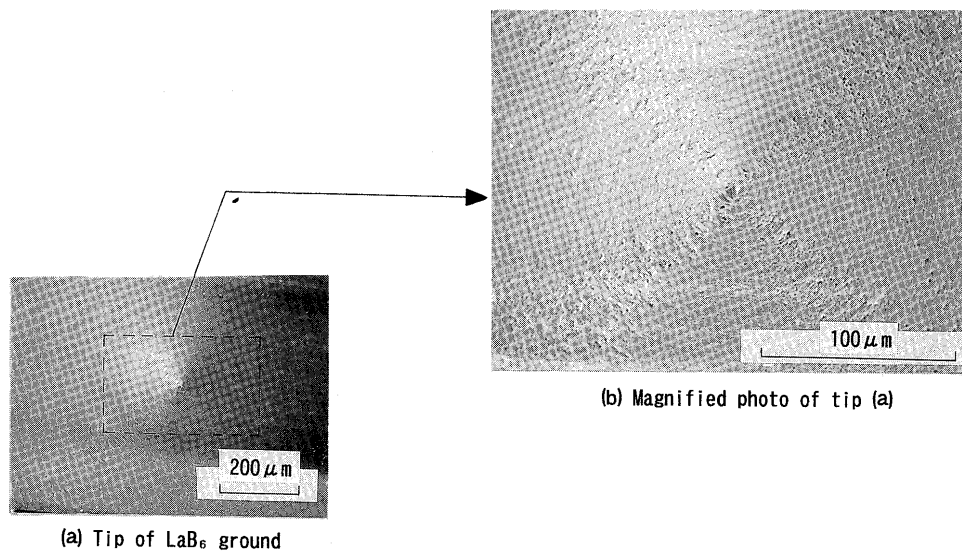 100μm
(b) Magnified photo of tip (a)
200μm
(a) Tip of LaB₆ ground